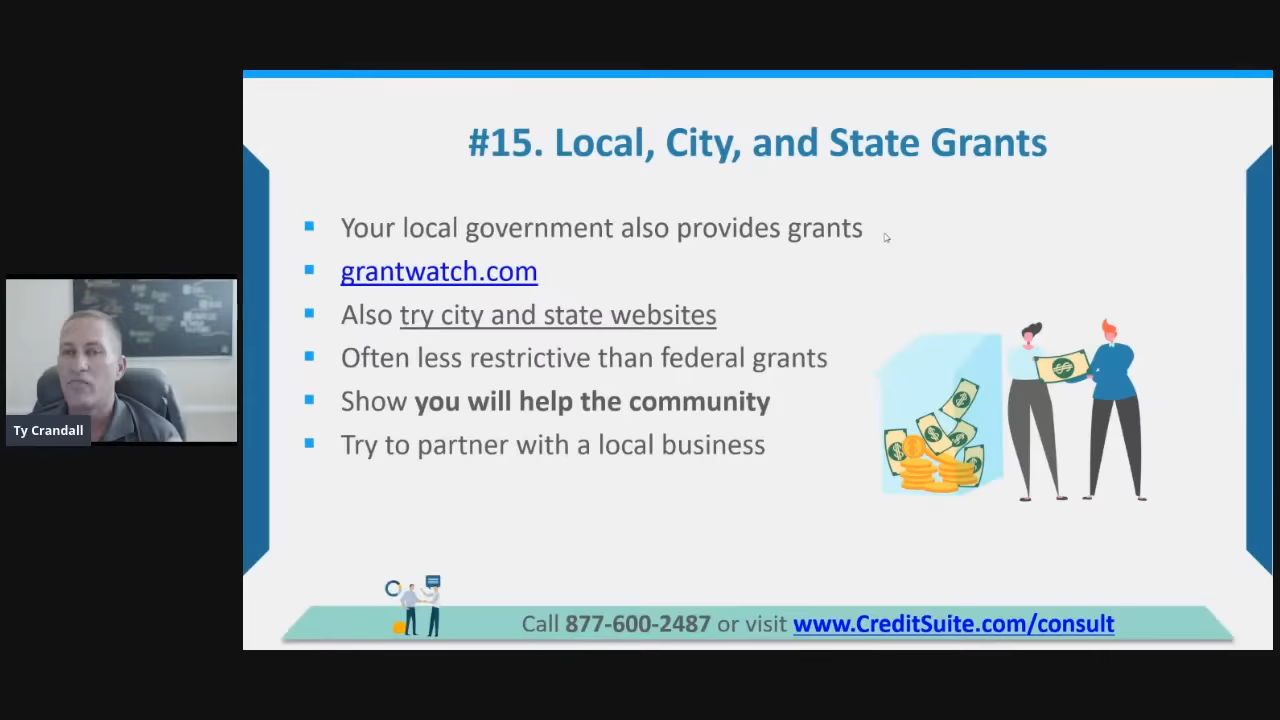 #15. Local, City, and State Grants
Your local government also provides grants
grantwatch.com
Also try city and state websites
Often less restrictive than federal grants
Show you will help the community
Try to partner with a local business
Ty Crandall
Call 877-600-2487 or visit www.CreditSuite.com/consult